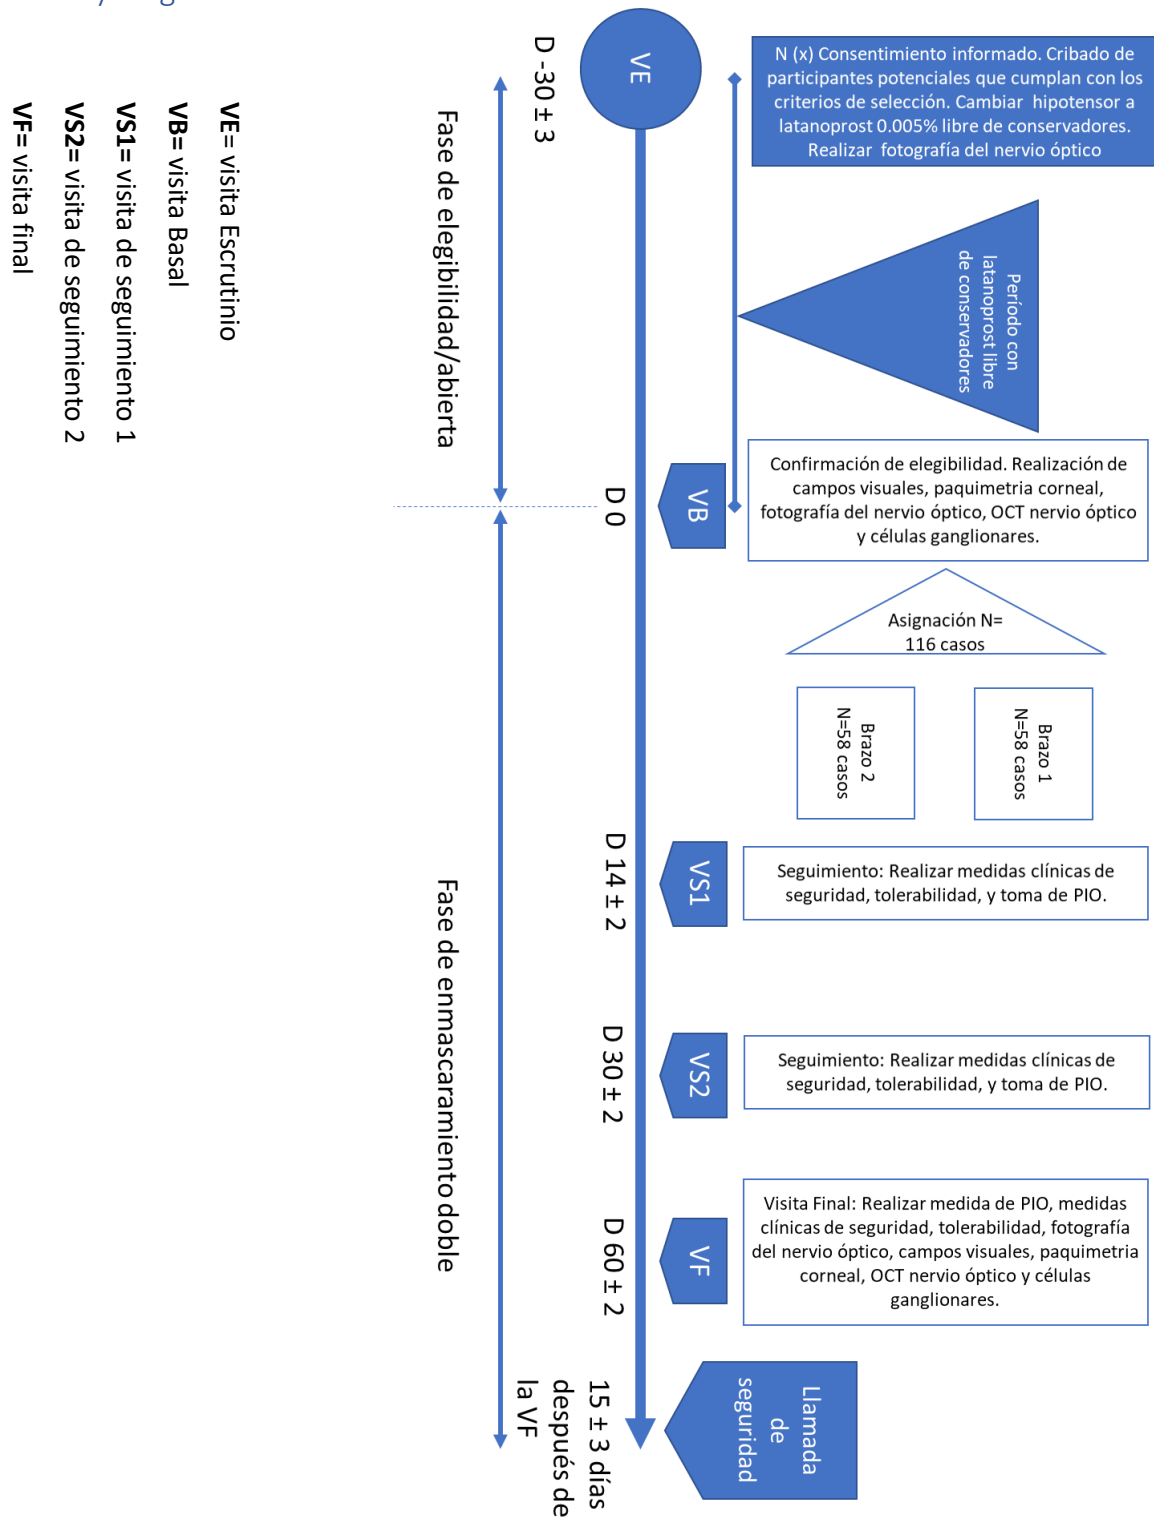 N (x) Consentimiento informado. Cribado de
participantes potenciales que cumplan con los
criterios de selección. Cambiar hipotensor a
latanoprost 0.005% libre de conservadores.
Realizar fotografía del nervio óptico
VE
D -30 ± 3
Fase de elegibilidad/abierta
Período con
latanoprost libre
de conservadores
Confirmación de elegibilidad. Realización de
campos visuales, paquimetria corneal,
fotografía del nervio óptico, OCT nervio óptico
y células ganglionares.
VB
D 0
Asignación N=
116 casos
Brazo 1
N=58 casos
Brazo 2
N=58 casos
Seguimiento: Realizar medidas clínicas de
seguridad, tolerabilidad, y toma de PIO.
VS1
D 14 ± 2
Fase de enmascaramiento doble
Seguimiento: Realizar medidas clínicas de
seguridad, tolerabilidad, y toma de PIO.
VS2
D 30 ± 2
Visita Final: Realizar medida de PIO, medidas
clínicas de seguridad, tolerabilidad, fotografía
del nervio óptico, campos visuales, paquimetria
corneal, OCT nervio óptico y células
ganglionares.
VF
D 60 ± 2
Llamada
de
seguridad
15 ± 3 días
después de
la VF
VE= visita Escrutinio
VB= visita Basal
VS1= visita de seguimiento 1
VS2= visita de seguimiento 2
VF= visita final